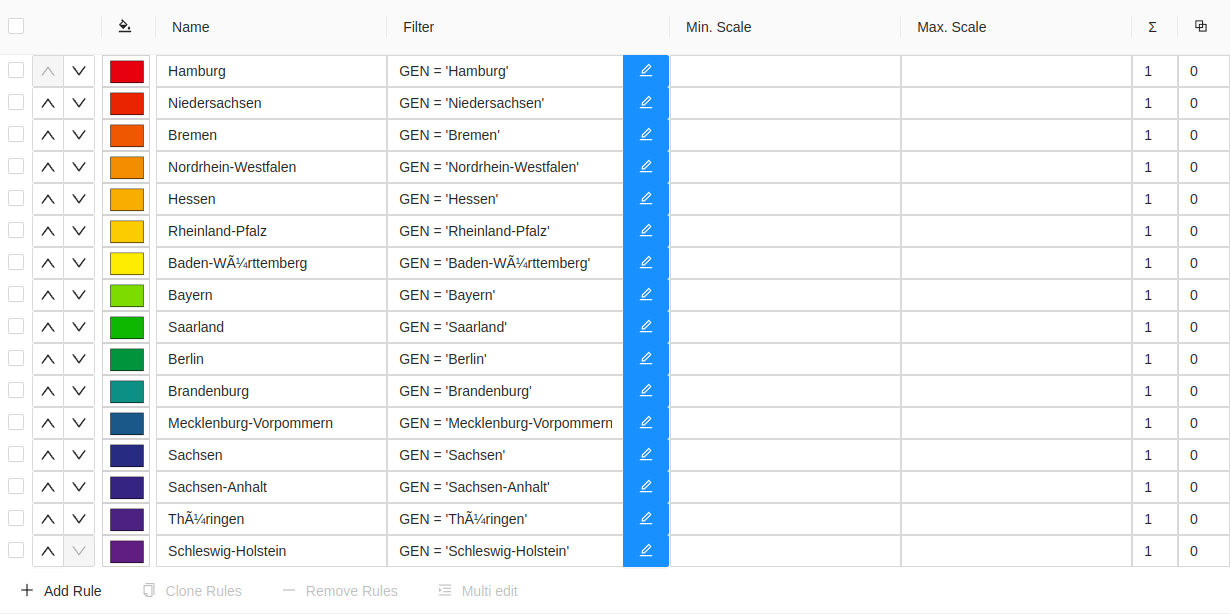 Name Filter Min. Scale Max. Scale Σ
Hamburg GEN = 'Hamburg' 1 0
Niedersachsen GEN = 'Niedersachsen' 1 0
Bremen GEN = 'Bremen' 1 0
Nordrhein-Westfalen GEN = 'Nordrhein-Westfalen' 1 0
Hessen GEN = 'Hessen' 1 0
Rheinland-Pfalz GEN = 'Rheinland-Pfalz' 1 0
Baden-WÃ¼rttemberg GEN = 'Baden-WÃ¼rttemberg' 1 0
Bayern GEN = 'Bayern' 1 0
Saarland GEN = 'Saarland' 1 0
Berlin GEN = 'Berlin' 1 0
Brandenburg GEN = 'Brandenburg' 1 0
Mecklenburg-Vorpommern GEN = 'Mecklenburg-Vorpommern 1 0
Sachsen GEN = 'Sachsen' 1 0
Sachsen-Anhalt GEN = 'Sachsen-Anhalt' 1 0
ThÃ¼ringen GEN = 'ThÃ¼ringen' 1 0
Schleswig-Holstein GEN = 'Schleswig-Holstein' 1 0
Add Rule Clone Rules Remove Rules Multi edit